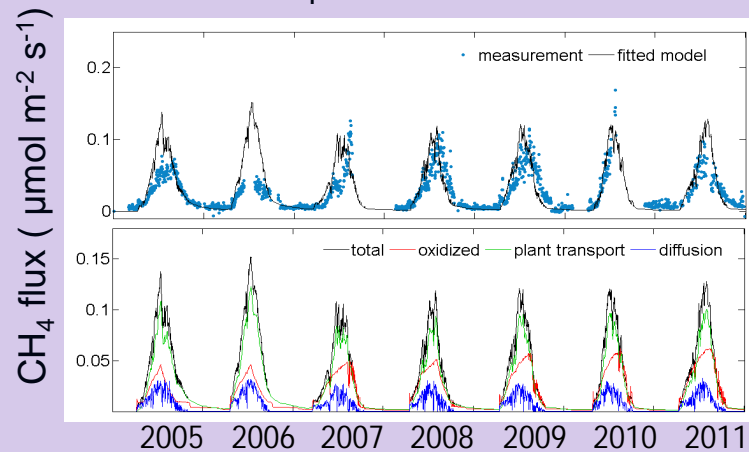 CH4 flux ( µmol m-2 s-1)
measurement fitted model
0.2
0.1
0
total oxidized plant transport diffusion
0.15
0.1
0.05
2005 2006 2007 2008 2009 2010 2011